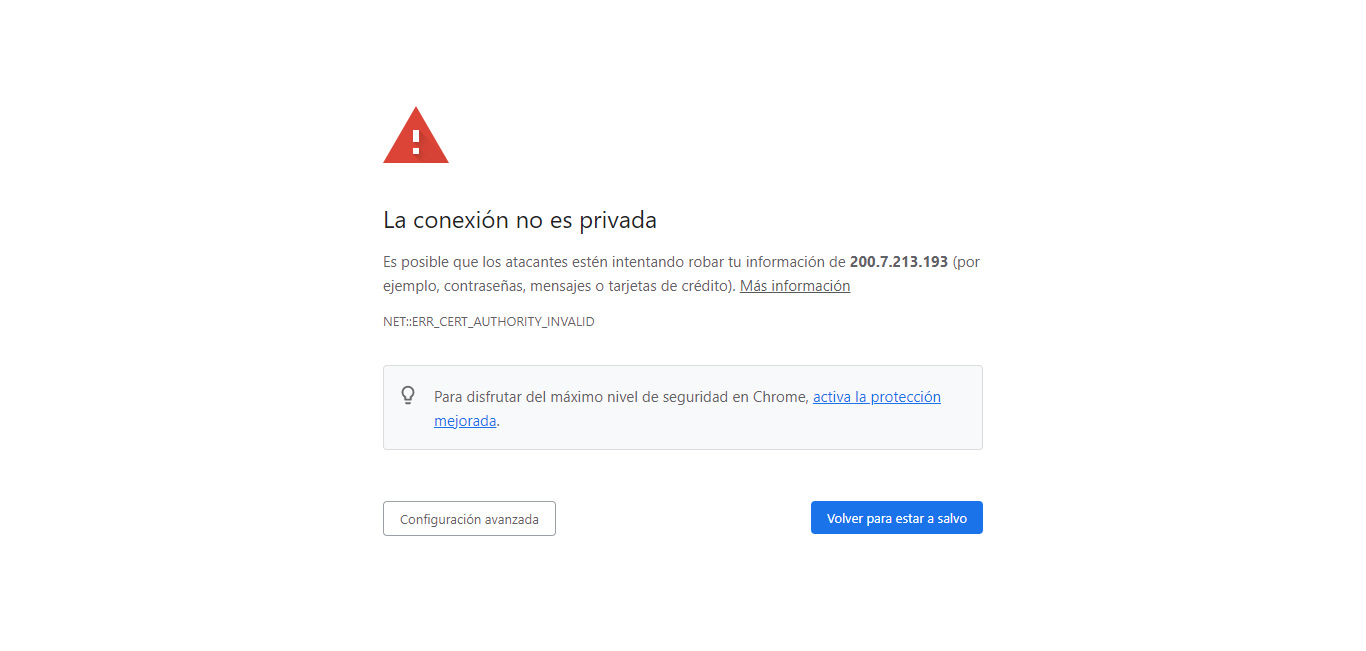 La conexión no es privada
Es posible que los atacantes estén intentando robar tu información de 200.7.213.193 (por
ejemplo, contraseñas, mensajes o tarjetas de crédito). Más información
NET::ERR_CERT_AUTHORITY_INVALID
Para disfrutar del máximo nivel de seguridad en Chrome, activa la protección
mejorada.
Configuración avanzada
Volver para estar a salvo